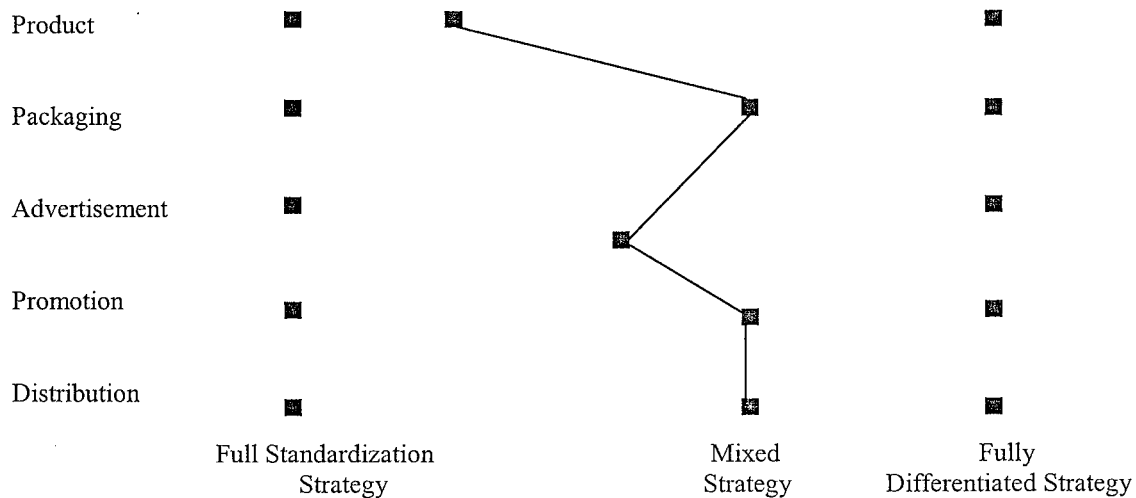 Product
Packaging
Advertisement
Promotion
Distribution
Full Standardization
Strategy
Mixed
Strategy
Fully
Differentiated Strategy